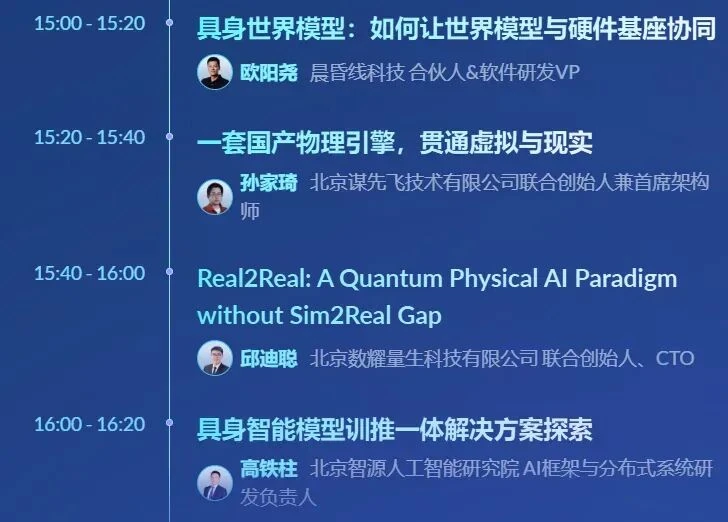 15:00 - 15:20
具身世界模型：如何让世界模型与硬件基座协同
欧阳尧 晨昏线科技 合伙人&软件研发VP
15:20 - 15:40
一套国产物理引擎，贯通虚拟与现实
孙家琦 北京谋先飞技术有限公司联合创始人兼首席架构
师
15:40 - 16:00
Real2Real: A Quantum Physical AI Paradigm
without Sim2Real Gap
邱迪聪 北京数耀量生科技有限公司 联合创始人、CTO
16:00 - 16:20
具身智能模型训推一体解决方案探索
高铁柱 北京智源人工智能研究院 AI框架与分布式系统研
发负责人